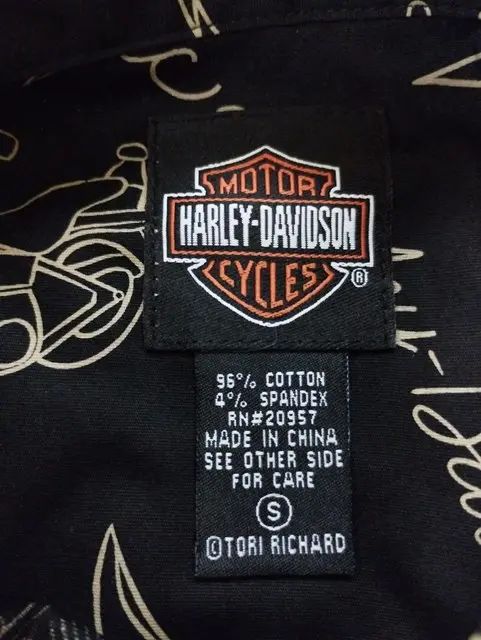 MOTOR
HARLEY-DAVIDSON
CYCLES
®
96% COTTON
4% SPANDEX
RN#20957
MADE IN CHINA
SEE OTHER SIDE
FOR CARE
S
©TORI RICHARD